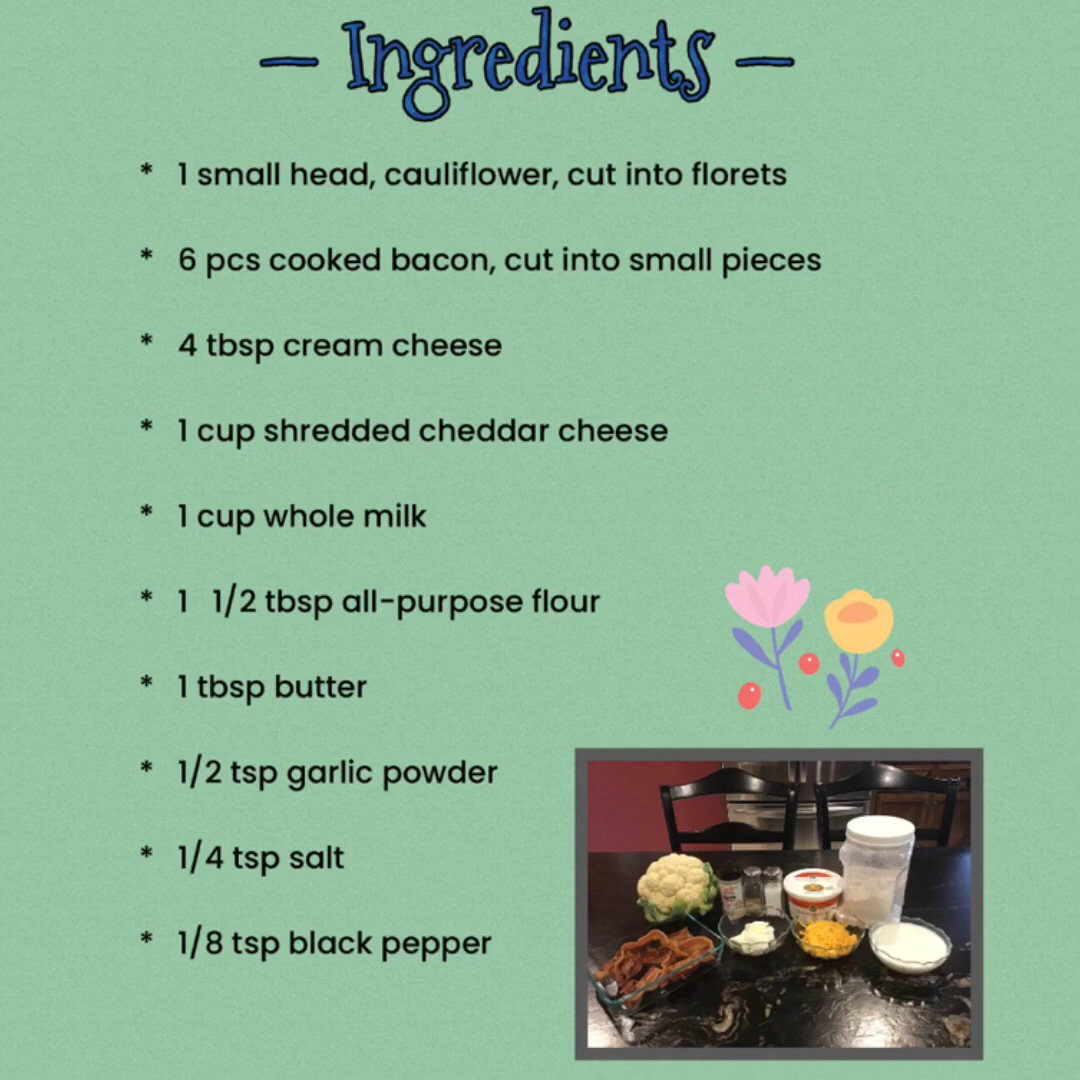 — Ingredients —
* 1 small head, cauliflower, cut into florets
* 6 pcs cooked bacon, cut into small pieces
* 4 tbsp cream cheese
* 1 cup shredded cheddar cheese
* 1 cup whole milk
* 1 1/2 tbsp all-purpose flour
* 1 tbsp butter
* 1/2 tsp garlic powder
* 1/4 tsp salt
* 1/8 tsp black pepper